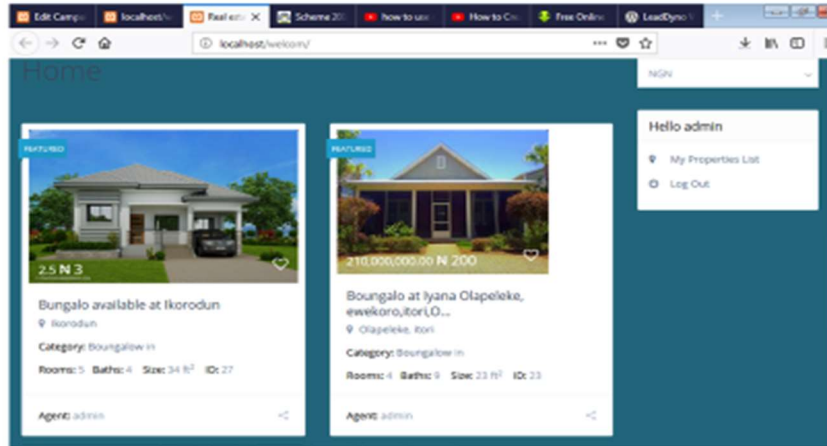 Edit Campa
localhost/w
Real esta
Scheme 20
how to use
How to Cre
Free Online
LeadDyno
localhost/welcom/
Home
NGN
Hello admin
My Properties List
Log Out
FEATURED
2.5 ₦ 3
Bungalo available at Ikorodun
Ikorodun
Category: Boungalow in
Rooms: 5 Baths: 4 Size: 34 ft² ID: 27
Agent: admin
FEATURED
210,000,000.00 ₦ 200
Boungalo at Iyana Olapeleke,
ewekoro,itori,O...
Olapeleke, Itori
Category: Boungalow in
Rooms: 4 Baths: 9 Size: 23 ft² ID: 23
Agent: admin